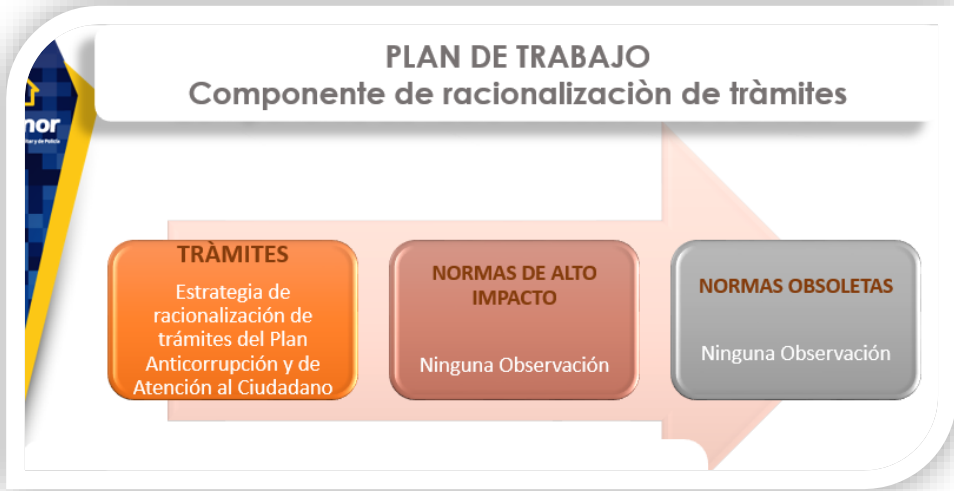 PLAN DE TRABAJO
Componente de racionalizaciòn de tràmites
nor
TRÀMITES
Estrategia de
racionalización de
trámites del Plan
Anticorrupción y de
Atención al Ciudadano
NORMAS DE ALTO
IMPACTO
Ninguna Observación
NORMAS OBSOLETAS
Ninguna Observación